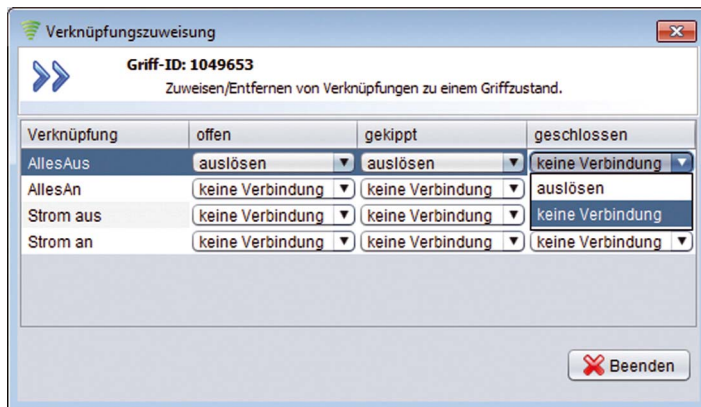 Verknüpfungszuweisung
Griff-ID: 1049653
Zuweisen/Entfernen von Verknüpfungen zu einem Griffzustand.
Verknüpfung offen gekippt geschlossen
AllesAus auslösen auslösen keine Verbindung
AllesAn keine Verbindung keine Verbindung auslösen
Strom aus keine Verbindung keine Verbindung keine Verbindung
Strom an keine Verbindung keine Verbindung keine Verbindung
Beenden